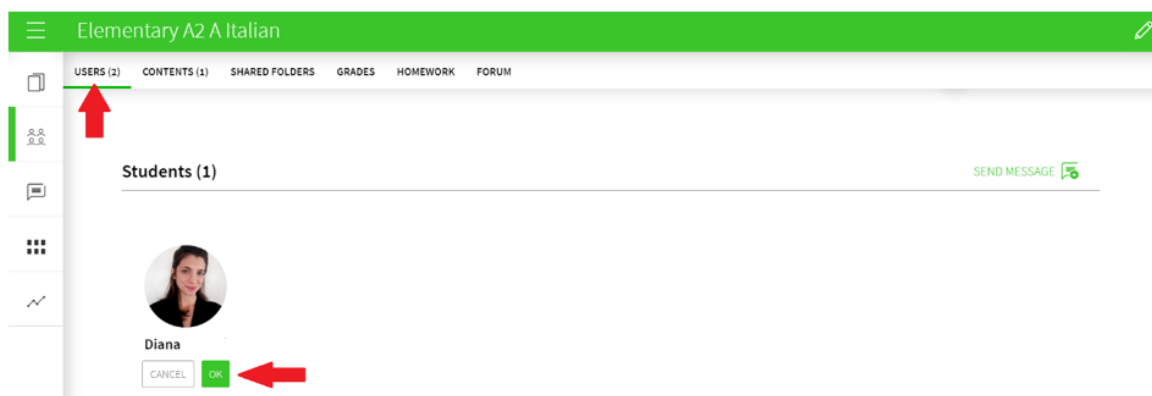 Elementary A2 A Italian
USERS (2) CONTENTS (1) SHARED FOLDERS GRADES HOMEWORK FORUM
Students (1) SEND MESSAGE
Diana
CANCEL OK